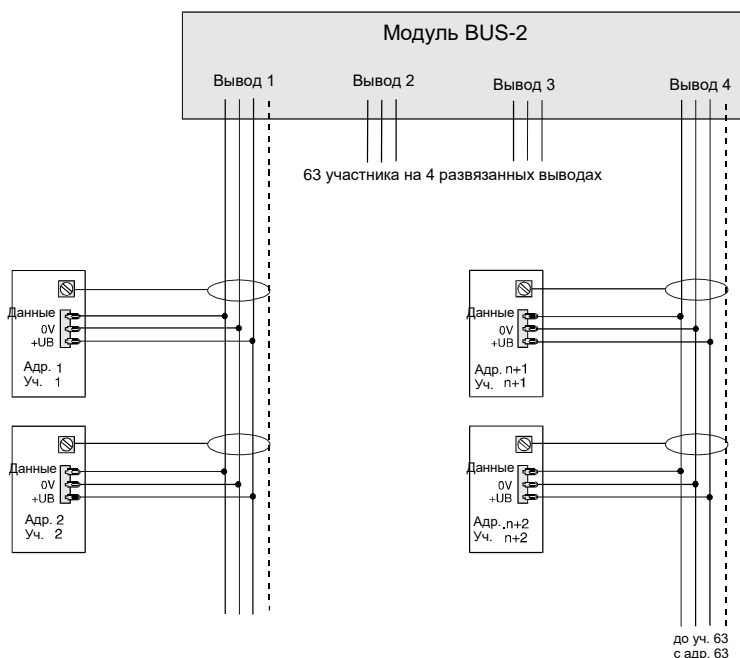 Модуль BUS-2
Вывод 1
Вывод 2
Вывод 3
Вывод 4
63 участника на 4 развязанных выводах
Данные
0V
+UB
Адр. 1
Уч. 1
Данные
0V
+UB
Адр. n+1
Уч. n+1
Данные
0V
+UB
Адр. 2
Уч. 2
Данные
0V
+UB
Адр. .n+2
Уч. n+2
до уч. 63
с адр. 63